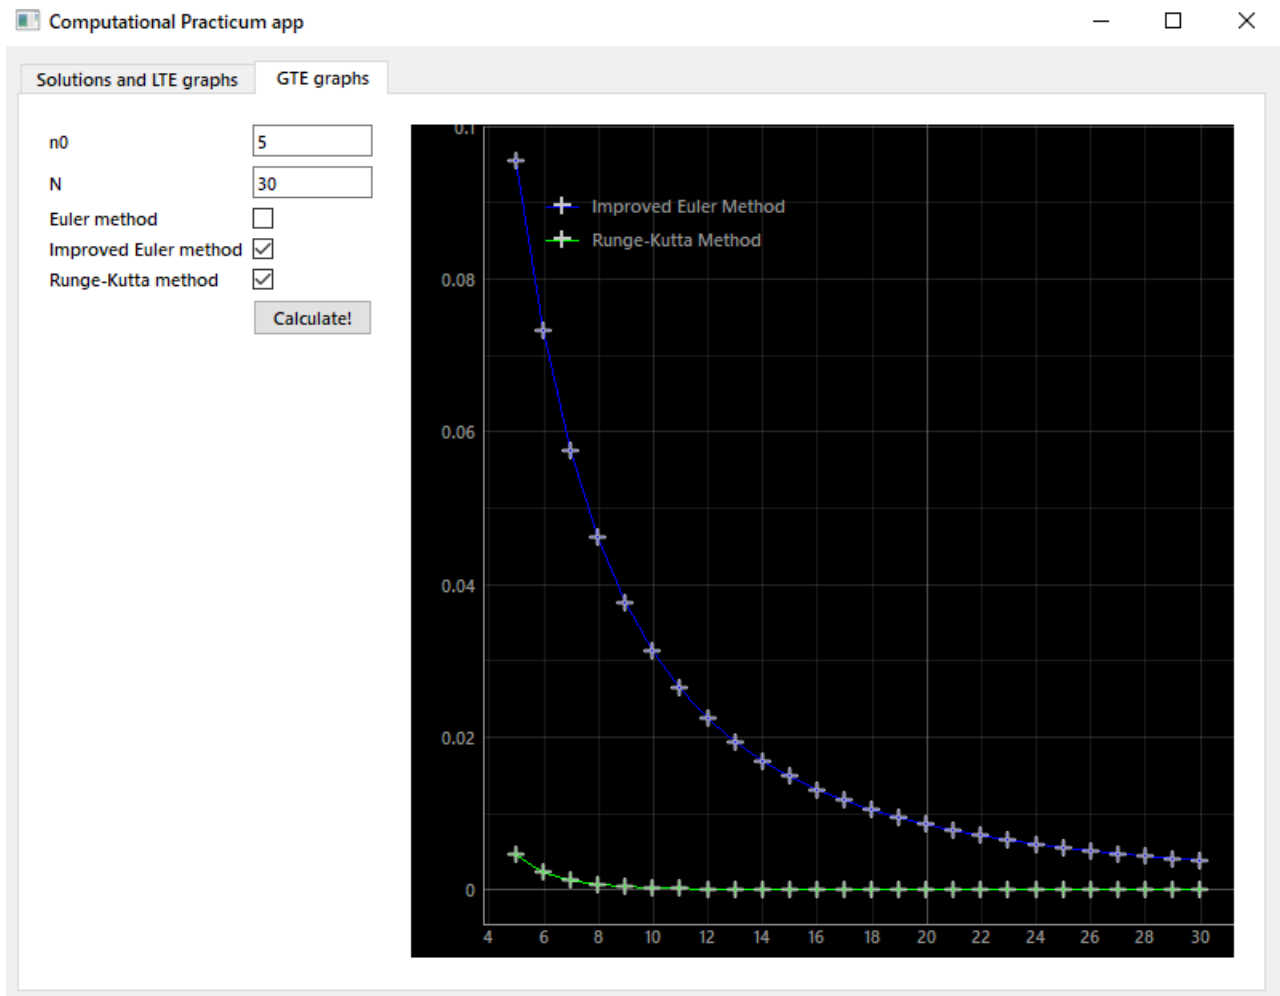 Computational Practicum app
Solutions and LTE graphs
GTE graphs
n0
5
N
30
Euler method
Improved Euler method
Runge-Kutta method
Calculate!
0.1
Improved Euler Method
Runge-Kutta Method
0.08
0.06
0.04
0.02
0
4 6 8 10 12 14 16 18 20 22 24 26 28 30